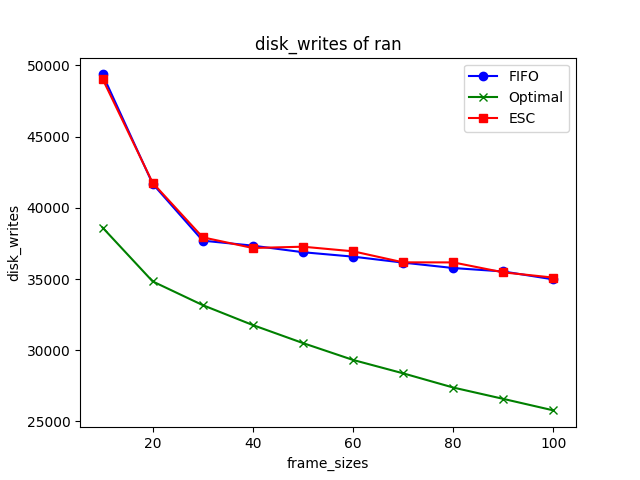 disk_writes of ran
FIFO
Optimal
ESC
disk_writes
50000
45000
40000
35000
30000
25000
20
40
60
80
100
frame_sizes